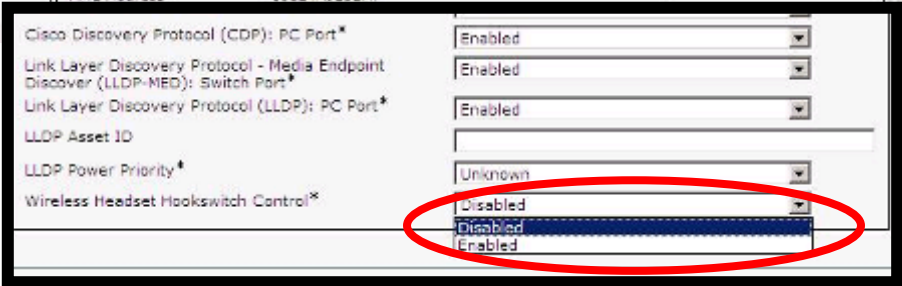 Cisco Discovery Protocol (CDP): PC Port* Enabled
Link Layer Discovery Protocol - Media Endpoint Enabled
Discover (LLDP-MED): Switch Port*
Link Layer Discovery Protocol (LLDP): PC Port* Enabled
LLDP Asset ID
LLDP Power Priority* Unknown
Wireless Headset Hookswitch Control* Disabled
Disabled
Enabled